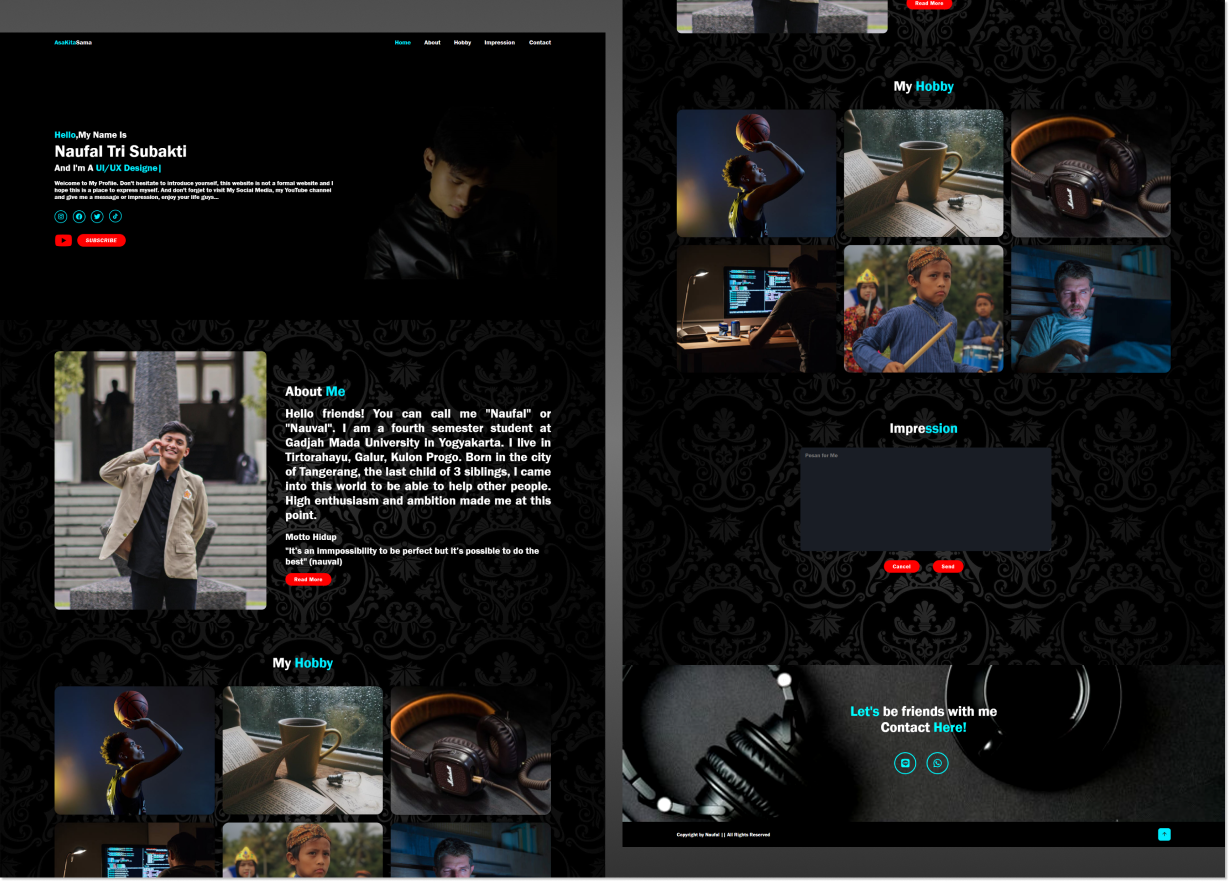 AsaKitaSama
Home About Hobby Impression Contact
Hello,My Name Is
Naufal Tri Subakti
And I'm A UI/UX Designe|
Welcome to My Profile. Don't hesitate to introduce yourself, this website is not a formal website and I
hope this is a place to express myself. And don't forget to visit My Social Media, my YouTube channel
and give me a message or impression, enjoy your life guys...
SUBSCRIBE
About Me
Hello friends! You can call me "Naufal" or
"Nauval". I am a fourth semester student at
Gadjah Mada University in Yogyakarta. I live in
Tirtorahayu, Galur, Kulon Progo. Born in the city
of Tangerang, the last child of 3 siblings, I came
into this world to be able to help other people.
High enthusiasm and ambition made me at this
point.
Motto Hidup
"It's an immpossibility to be perfect but it's possible to do the
best" (nauval)
Read More
My Hobby
Marshall
Read More
My Hobby
Marshall
Impression
Pesan for Me
Cancel Send
Let's be friends with me
Contact Here!
Copyright by Naufal || All Rights Reserved